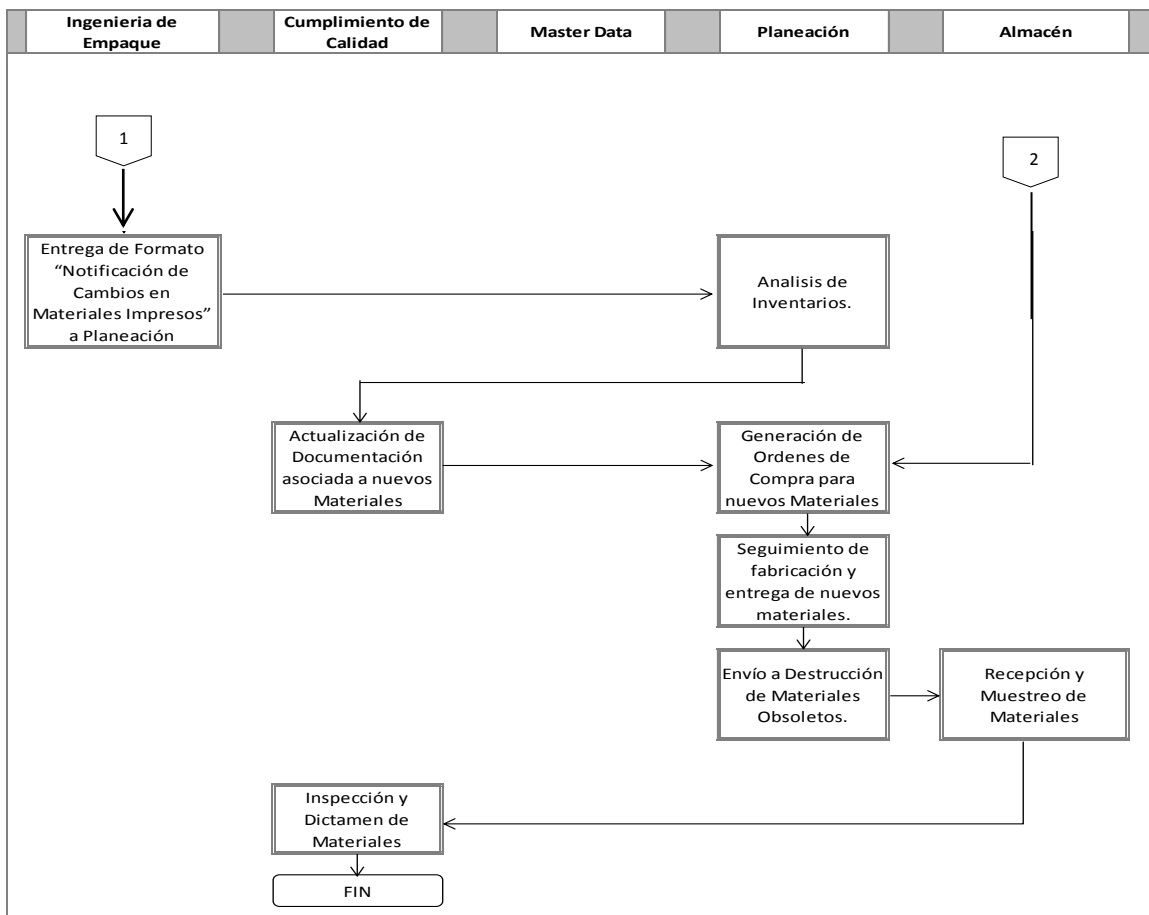 Ingenieria de
Empaque
Cumplimiento de
Calidad
Master Data
Planeación
Almacén
1
2
Entrega de Formato
“Notificación de
Cambios en
Materiales Impresos”
a Planeación
Analisis de
Inventarios.
Actualización de
Documentación
asociada a nuevos
Materiales
Generación de
Ordenes de
Compra para
nuevos Materiales
Seguimiento de
fabricación y
entrega de nuevos
materiales.
Envío a Destrucción
de Materiales
Obsoletos.
Recepción y
Muestreo de
Materiales
Inspección y
Dictamen de
Materiales
FIN